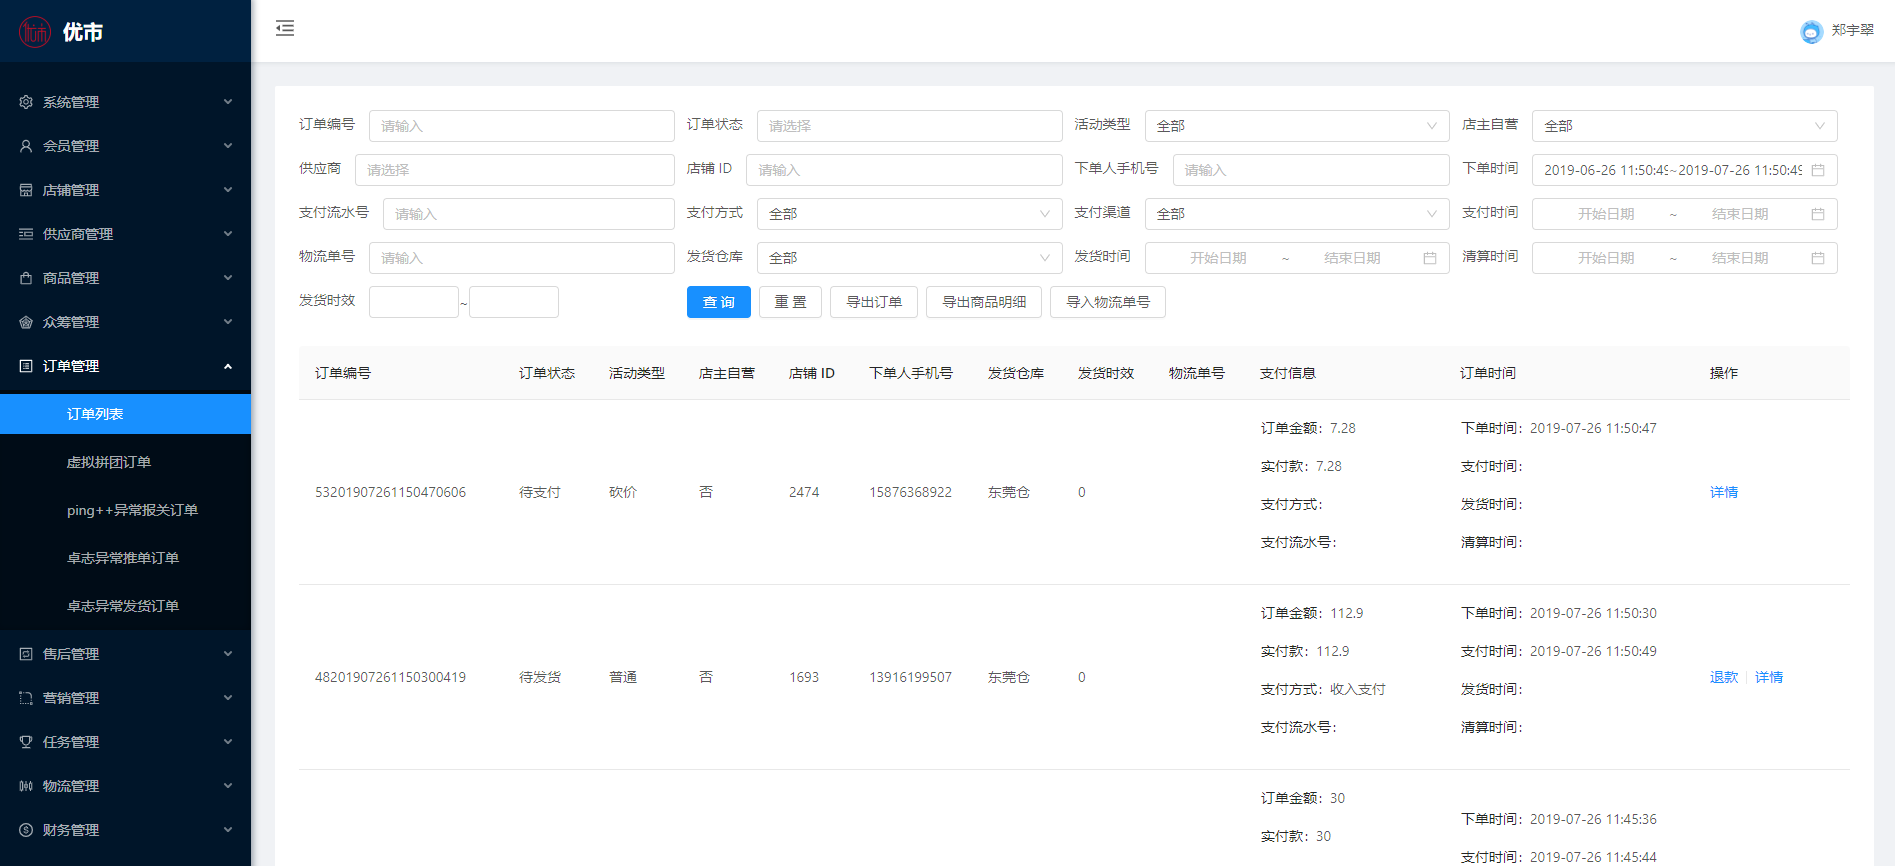 优市
郑宇翠
系统管理
会员管理
店铺管理
供应商管理
商品管理
众筹管理
订单管理
订单列表
虚拟拼团订单
ping++异常报关订单
卓志异常推单订单
卓志异常发货订单
售后管理
营销管理
任务管理
物流管理
财务管理
订单编号 请输入 订单状态 请选择 活动类型 全部 店主自营 全部
供应商 请选择 店铺 ID 请输入 下单人手机号 请输入 下单时间 2019-06-26 11:50:49~2019-07-26 11:50:49
支付流水号 请输入 支付方式 全部 支付渠道 全部 支付时间 开始日期 ~ 结束日期
物流单号 请输入 发货仓库 全部 发货时间 开始日期 ~ 结束日期 清算时间 开始日期 ~ 结束日期
发货时效 ~ 查 询 重 置 导出订单 导出商品明细 导入物流单号
订单编号 订单状态 活动类型 店主自营 店铺 ID 下单人手机号 发货仓库 发货时效 物流单号 支付信息 订单时间 操作
订单金额：7.28 下单时间：2019-07-26 11:50:47
实付款：7.28 支付时间：
53201907261150470606 待支付 砍价 否 2474 15876368922 东莞仓 0 详情
支付方式： 发货时间：
支付流水号： 清算时间：
订单金额：112.9 下单时间：2019-07-26 11:50:30
实付款：112.9 支付时间：2019-07-26 11:50:49
48201907261150300419 待发货 普通 否 1693 13916199507 东莞仓 0 退款 详情
支付方式：收入支付 发货时间：
支付流水号： 清算时间：
订单金额：30
下单时间：2019-07-26 11:45:36
实付款：30
支付时间：2019-07-26 11:45:44